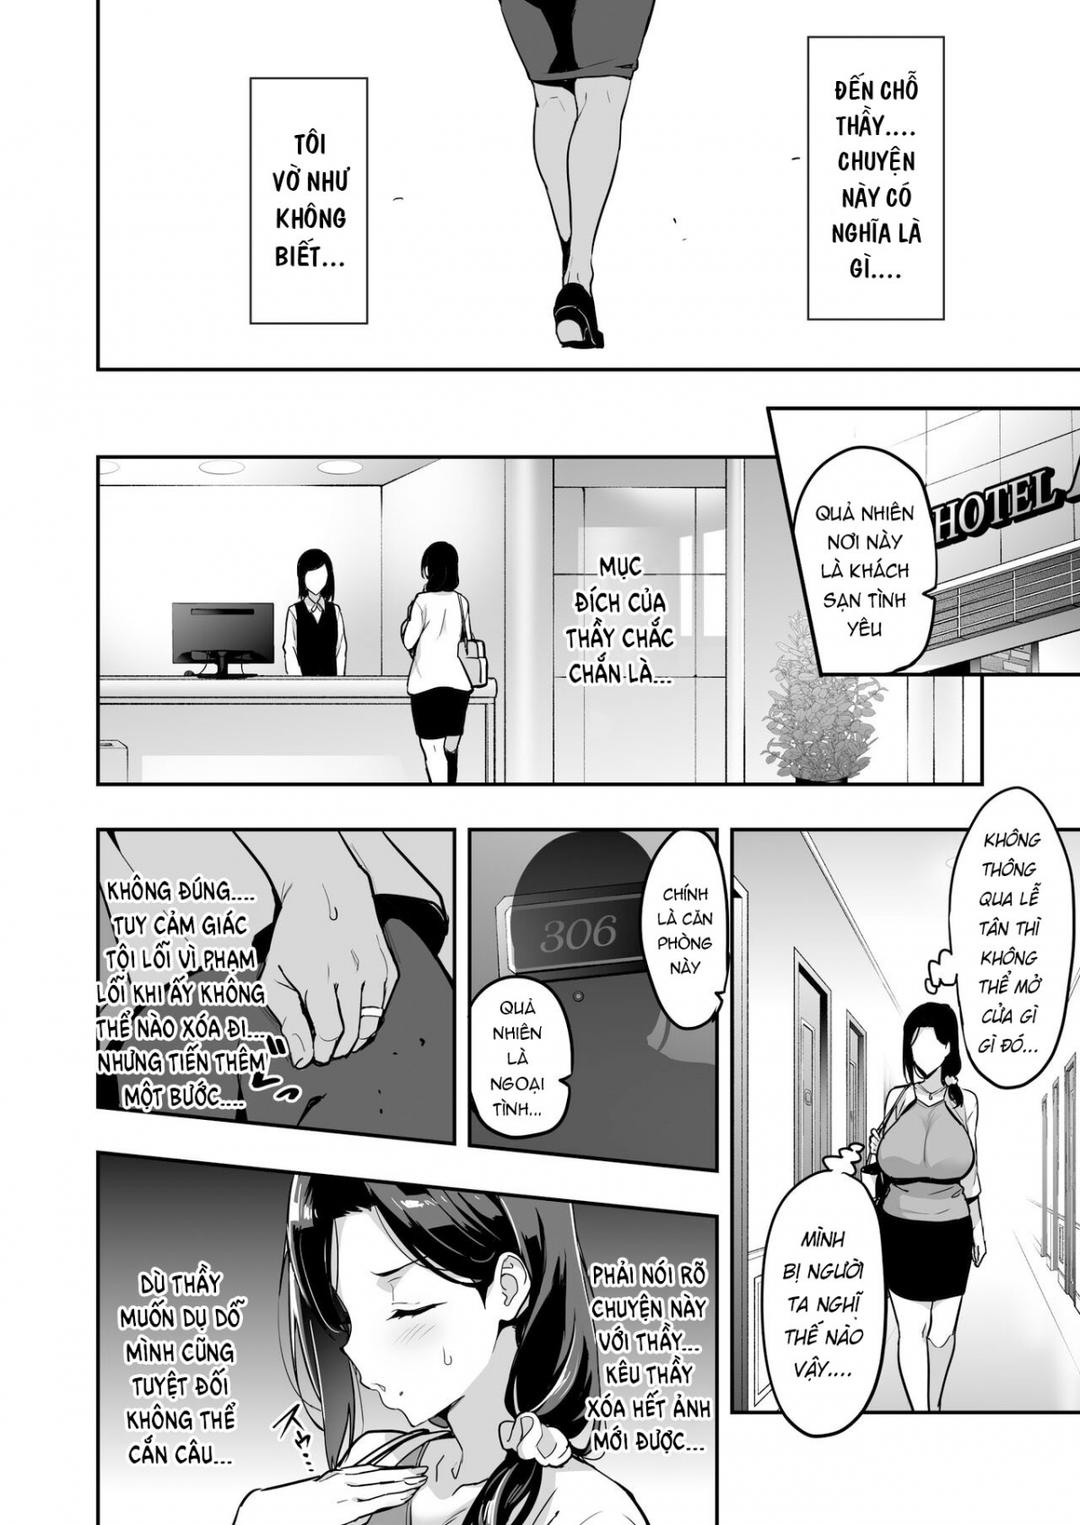 ĐẾN CHỖ
THẦY....
CHUYỆN
NÀY CÓ
NGHĨA LÀ
GÌ....
TÔI
VỜ NHƯ
KHÔNG
BIẾT...
HOTEL
QUẢ NHIÊN
NƠI NÀY
LÀ KHÁCH
SẠN TÌNH
YÊU
MỤC
ĐÍCH CỦA
THẦY CHẮC
CHẮN LÀ...
KHÔNG
THÔNG
QUA LỄ
TÂN THÌ
KHÔNG
THỂ MỞ
CỬA GÌ
GÌ ĐÓ...
MÌNH
BỊ NGƯỜI
TA NGHĨ
THẾ NÀO
VẬY....
CHÍNH
LÀ CĂN
PHÒNG
NÀY
306
QUẢ
NHIÊN
LÀ
NGOẠI
TÌNH...
KHÔNG ĐÚNG....
TUY CẢM GIÁC
TỘI LỖI VÌ PHẠM
LỖI KHI ẤY KHÔNG
THỂ NÀO XÓA ĐI....
NHƯNG TIẾN THÊM
MỘT BƯỚC....
PHẢI NÓI RÕ
CHUYỆN NÀY
VỚI THẦY...
KÊU THẦY
XÓA HẾT ẢNH
MỚI ĐƯỢC...
DÙ THẦY
MUỐN DỤ DỖ
MÌNH CŨNG
TUYỆT ĐỐI
KHÔNG THỂ
CẮN CÂU...